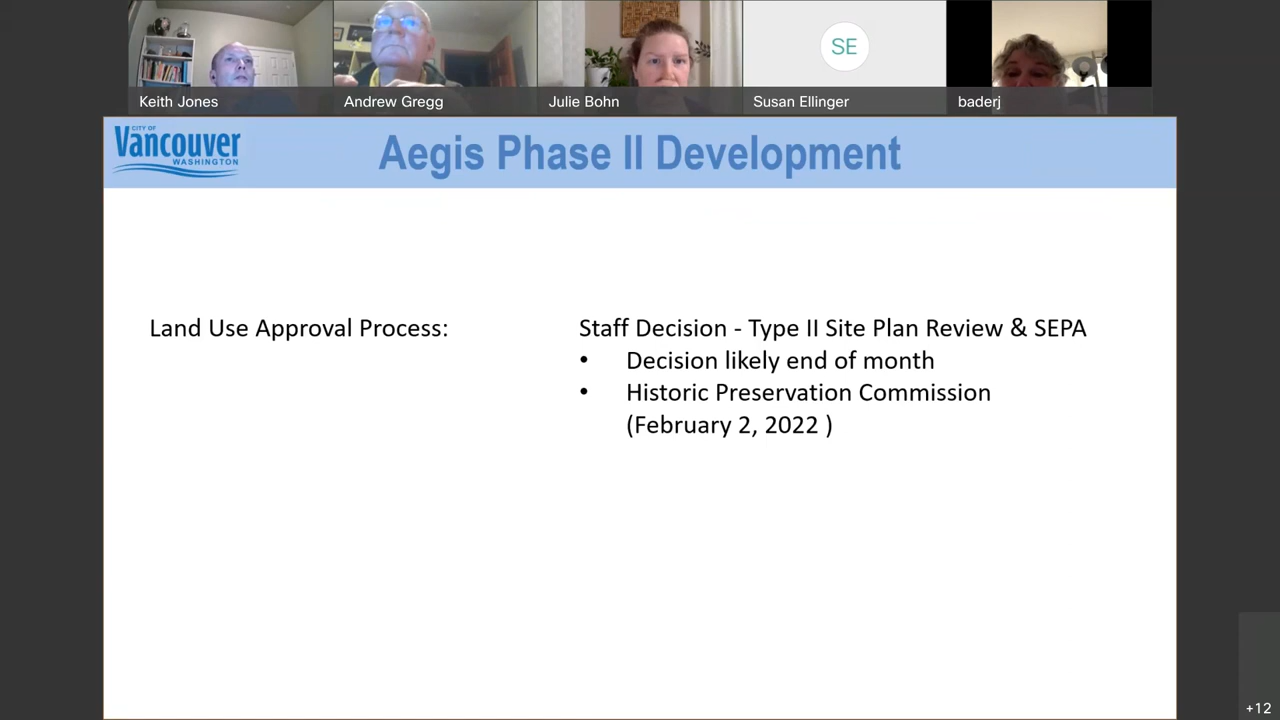 Keith Jones
Andrew Gregg
Julie Bohn
SE
Susan Ellinger
baderj
CITY OF
Vancouver
WASHINGTON
Aegis Phase II Development
Land Use Approval Process:
Staff Decision - Type II Site Plan Review & SEPA
• Decision likely end of month
• Historic Preservation Commission
(February 2, 2022 )
+12